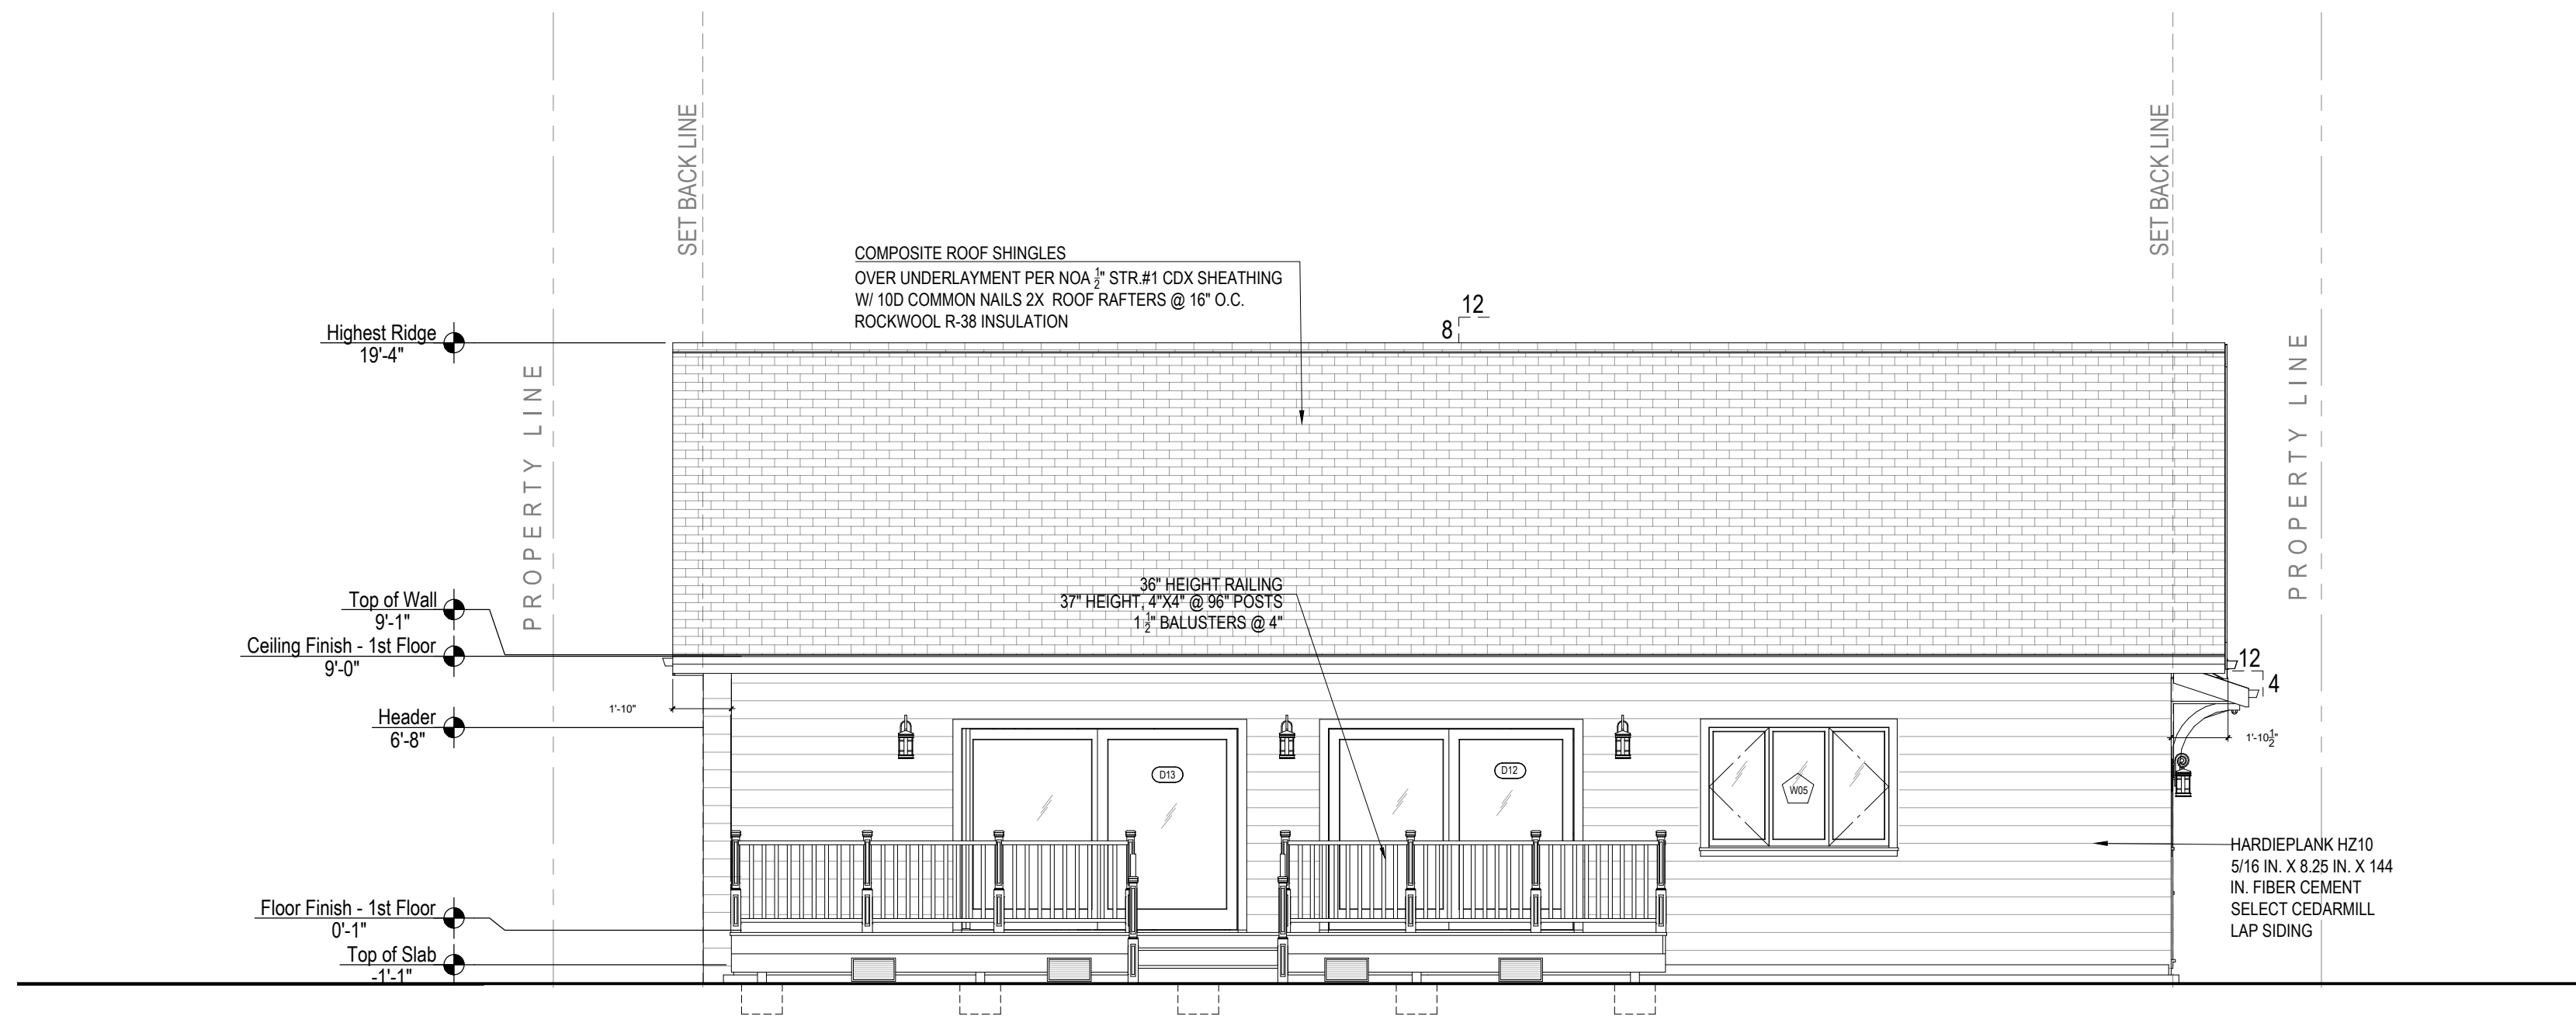 SET BACK LINE
SET BACK LINE
COMPOSITE ROOF SHINGLES
OVER UNDERLAYMENT PER NOA 1/2" STR.#1 CDX SHEATHING
W/ 10D COMMON NAILS 2X ROOF RAFTERS @ 16" O.C.
ROCKWOOL R-38 INSULATION
12
8
Highest Ridge
19'-4"
PROPERTY LINE
PROPERTY LINE
36" HEIGHT RAILING
37" HEIGHT, 4"X4" @ 96" POSTS
1 1/2" BALUSTERS @ 4"
Top of Wall
9'-1"
Ceiling Finish - 1st Floor
9'-0"
12
4
1'-10"
Header
6'-8"
1'-10 1/2"
D13
D12
W05
HARDIEPLANK HZ10
5/16 IN. X 8.25 IN. X 144
IN. FIBER CEMENT
SELECT CEDARMILL
LAP SIDING
Floor Finish - 1st Floor
0'-1"
Top of Slab
-1'-1"